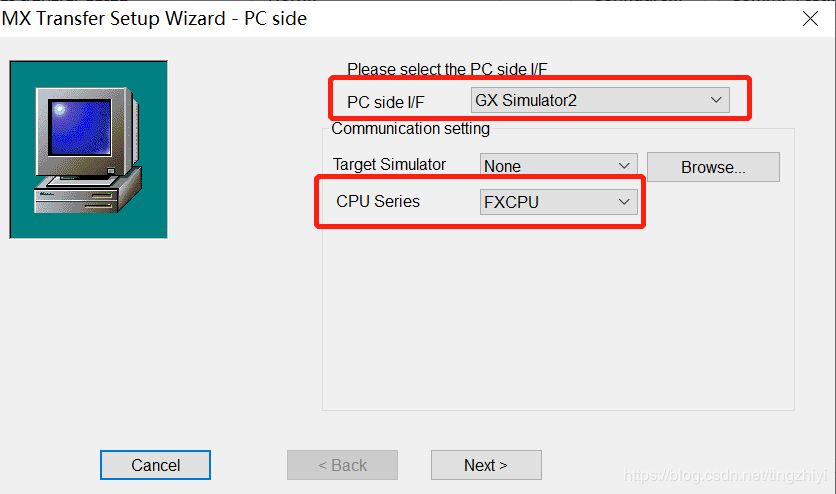 MX Transfer Setup Wizard - PC side
Please select the PC side I/F
PC side I/F GX Simulator2
Communication setting
Target Simulator None Browse...
CPU Series FXCPU
Cancel < Back Next >
https://blog.csdn.net/tingzhiyi